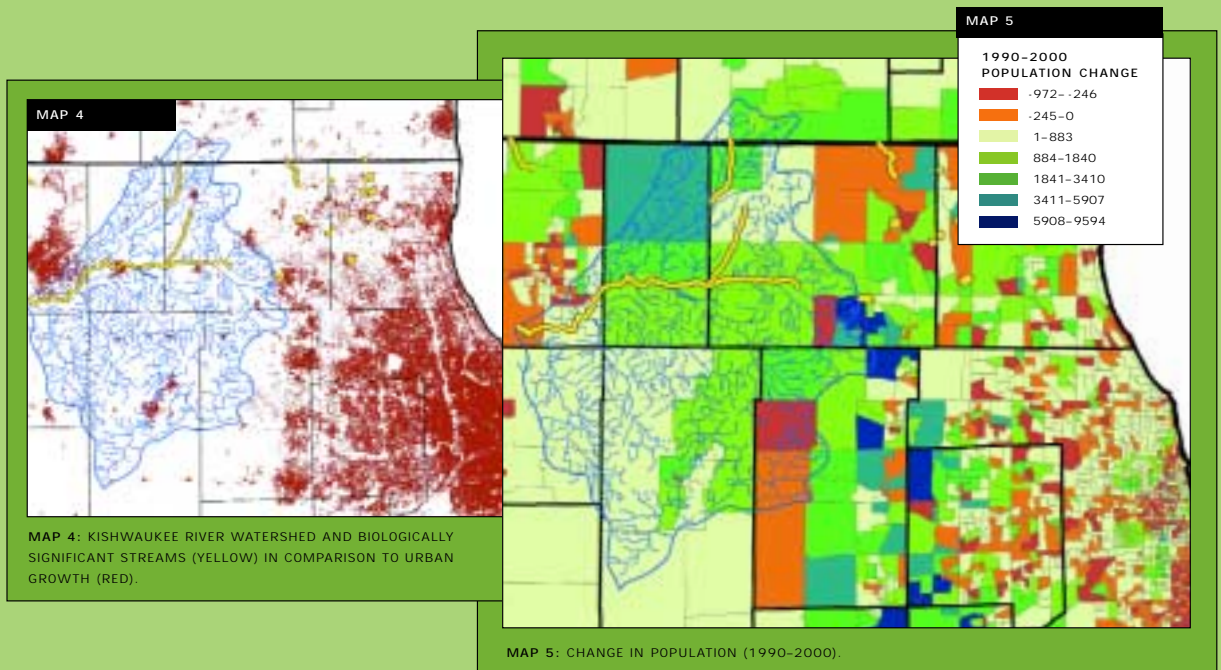 MAP 4
MAP 4: KISHWAUKEE RIVER WATERSHED AND BIOLOGICALLY
SIGNIFICANT STREAMS (YELLOW) IN COMPARISON TO URBAN
GROWTH (RED).
MAP 5
1990–2000
POPULATION CHANGE
-972– -246
-245–0
1–883
884–1840
1841–3410
3411–5907
5908–9594
MAP 5: CHANGE IN POPULATION (1990–2000).